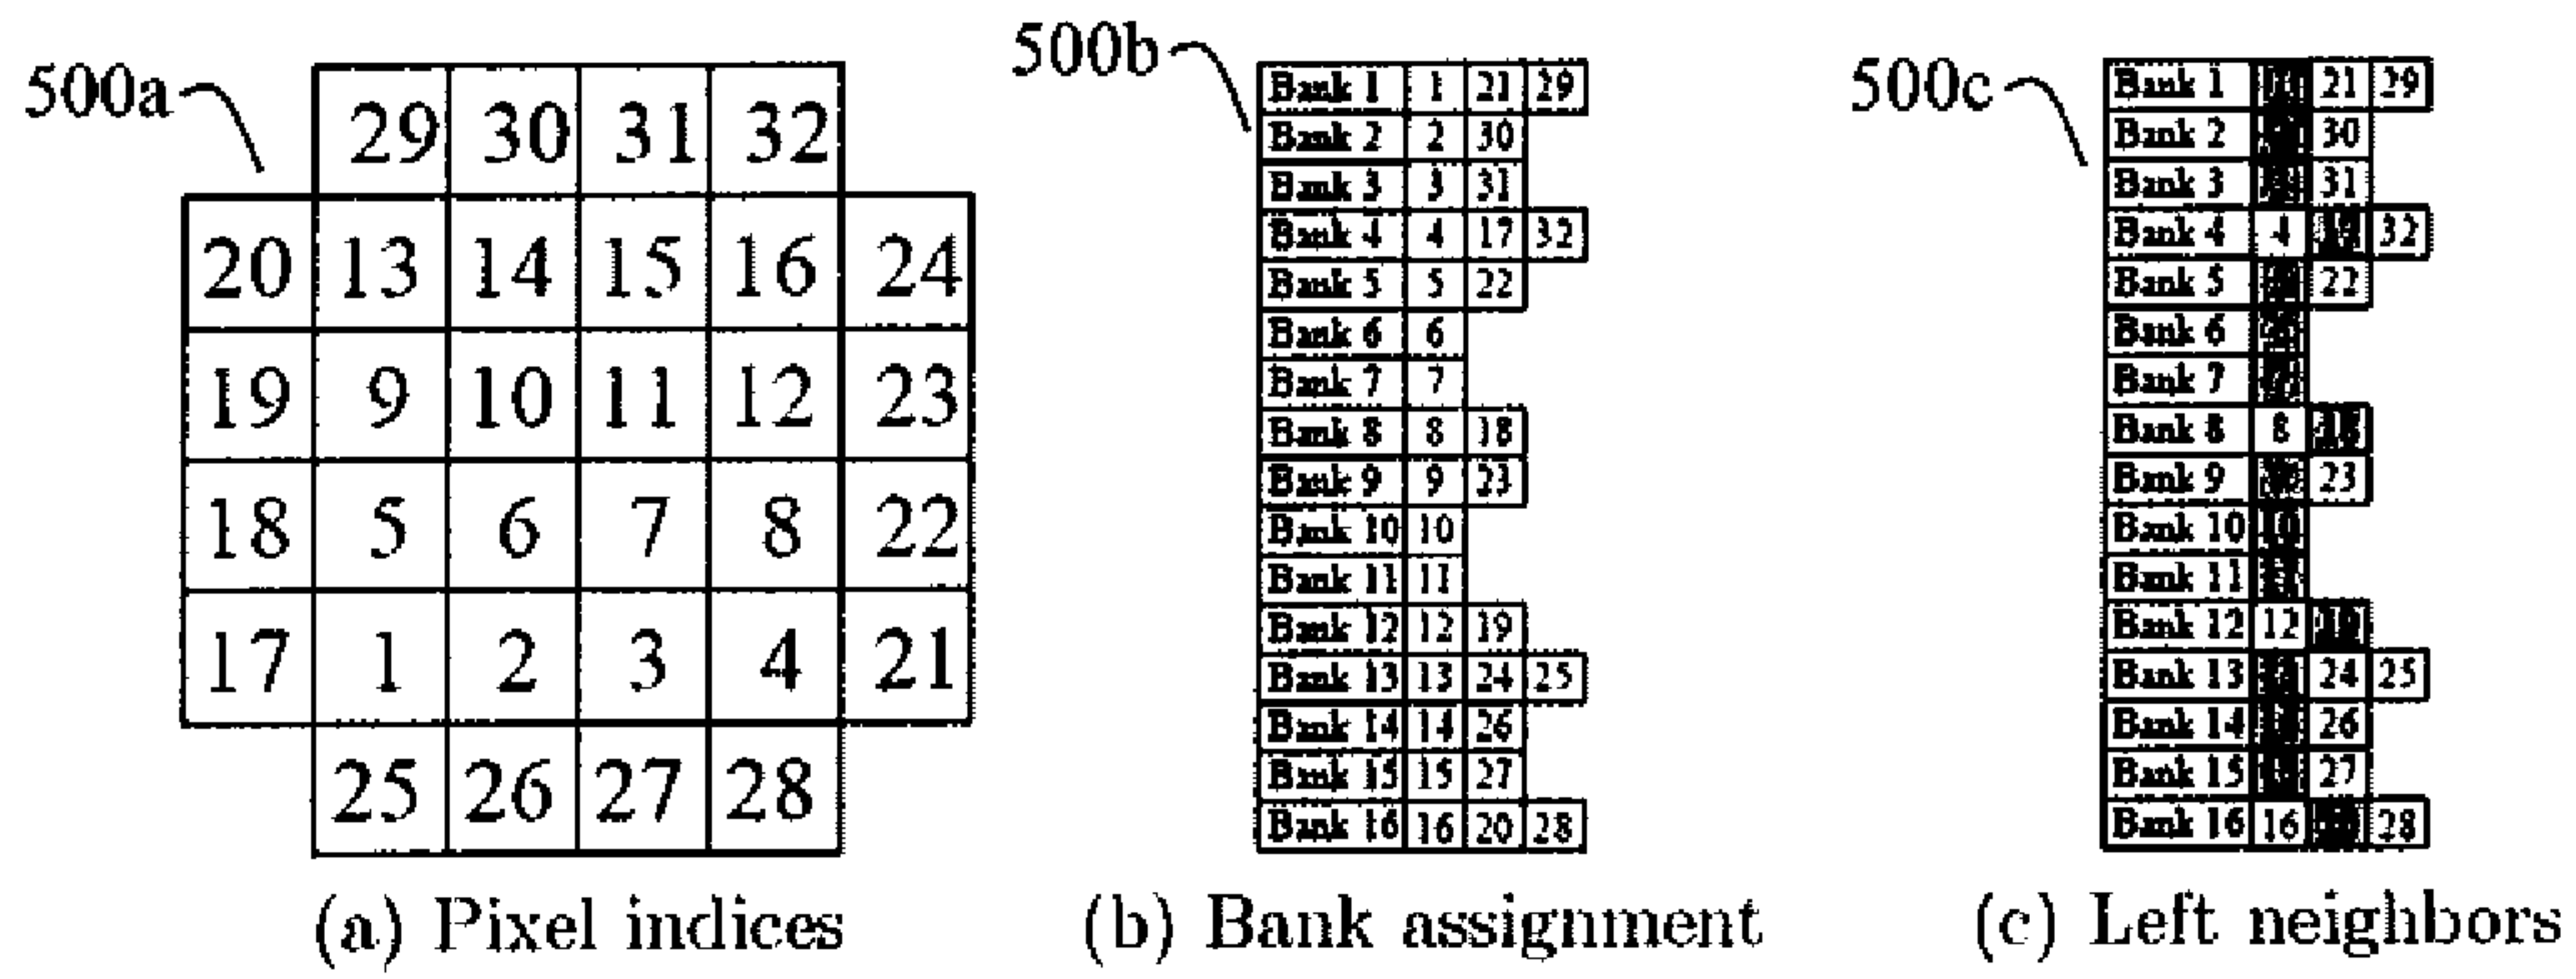 500a
29 30 31 32
20 13 14 15 16 24
19 9 10 11 12 23
18 5 6 7 8 22
17 1 2 3 4 21
25 26 27 28
(a) Pixel indices
500b
Bank 1 1 21 29
Bank 2 2 30
Bank 3 3 31
Bank 4 4 17 32
Bank 5 5 22
Bank 6 6
Bank 7 7
Bank 8 8 18
Bank 9 9 23
Bank 10 10
Bank 11 11
Bank 12 12 19
Bank 13 13 24 25
Bank 14 14 26
Bank 15 15 27
Bank 16 16 20 28
(b) Bank assignment
500c
Bank 1 21 29
Bank 2 30
Bank 3 31
Bank 4 4 32
Bank 5 22
Bank 6
Bank 7
Bank 8 8
Bank 9 23
Bank 10 10
Bank 11
Bank 12 12
Bank 13 24 25
Bank 14 26
Bank 15 27
Bank 16 16 28
(c) Left neighbors